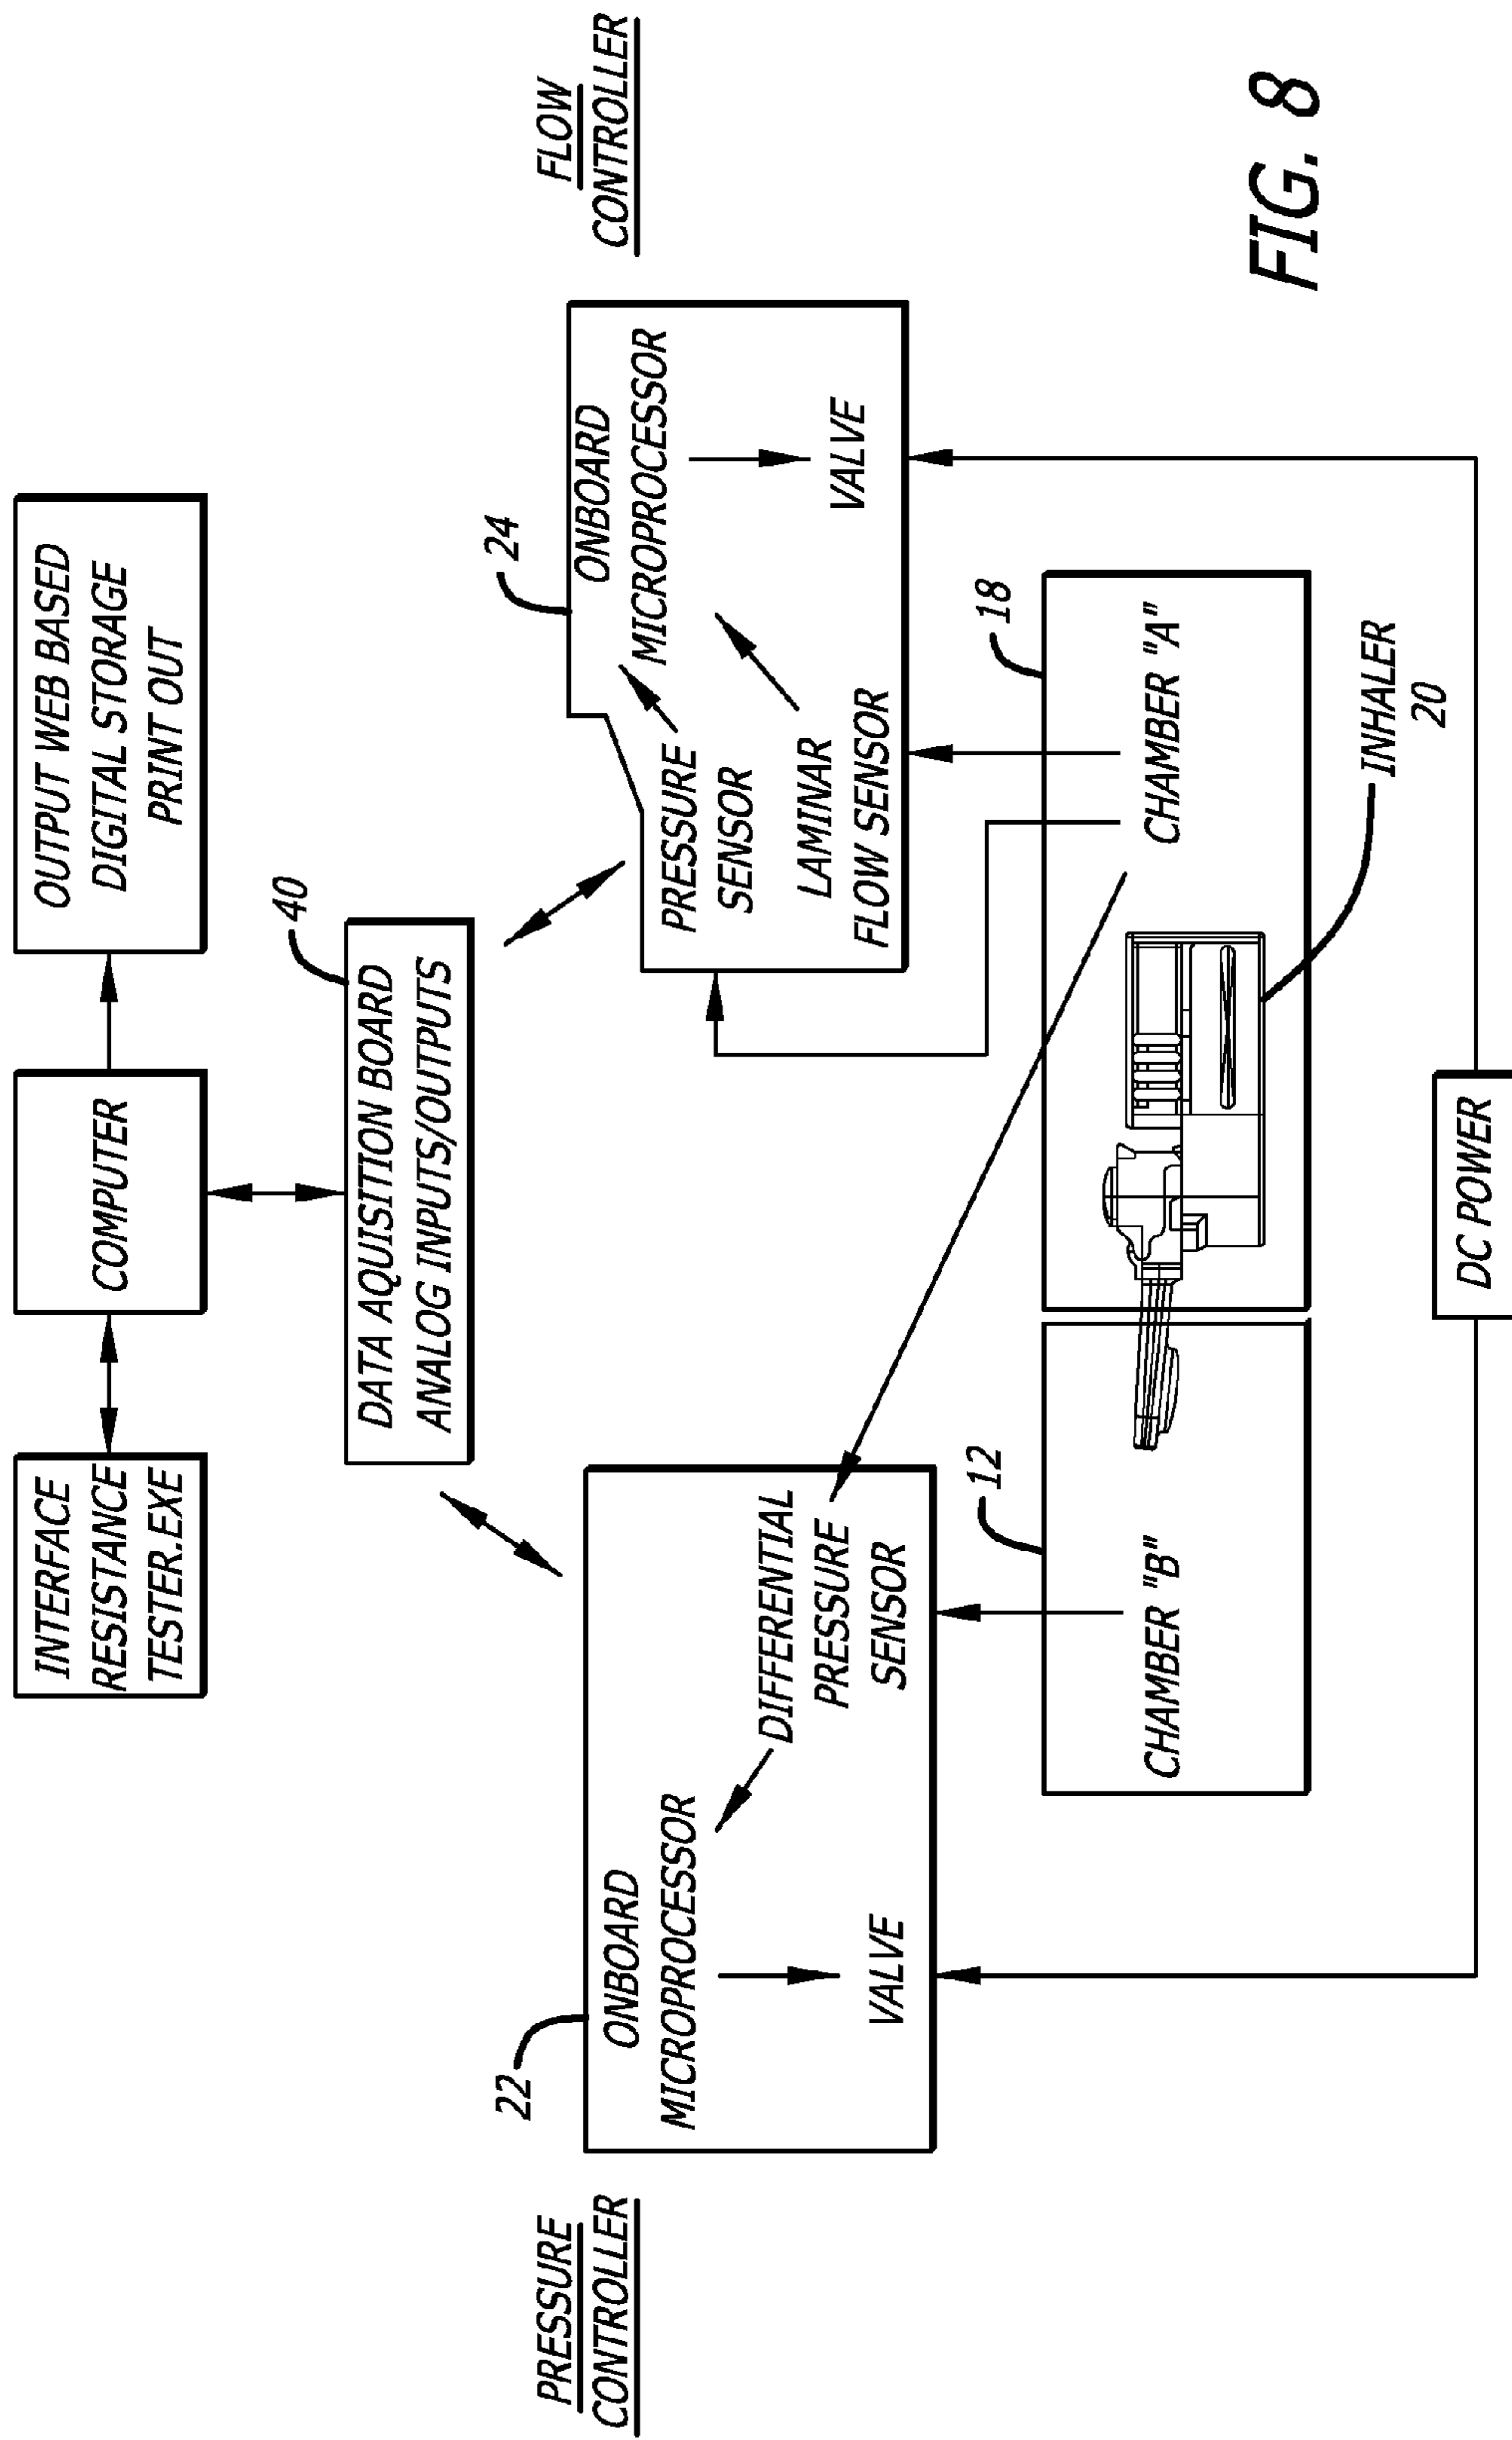 INTERFACE
RESISTANCE
TESTER.EXE
COMPUTER
OUTPUT WEB BASED
DIGITAL STORAGE
PRINT OUT
40
DATA AQUISITION BOARD
ANALOG INPUTS/OUTPUTS
PRESSURE
CONTROLLER
22
ONBOARD
MICROPROCESSOR
VALVE
DIFFERENTIAL
PRESSURE
SENSOR
24
PRESSURE
SENSOR
LAMINAR
FLOW SENSOR
ONBOARD
MICROPROCESSOR
VALVE
FLOW
CONTROLLER
12
CHAMBER "B"
18
CHAMBER "A"
INHALER
20
DC POWER
FIG. 8